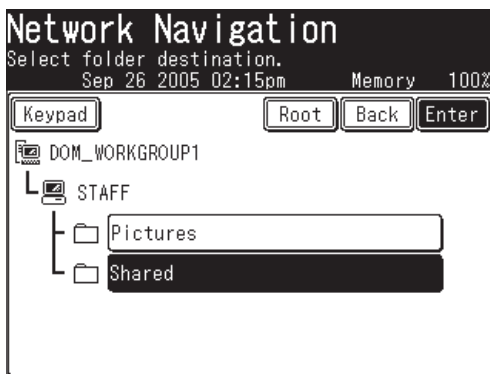 Network Navigation
Select folder destination.
Sep 26 2005 02:15pm Memory 100%
Keypad Root Back Enter
DOM_WORKGROUP1
STAFF
Pictures
Shared